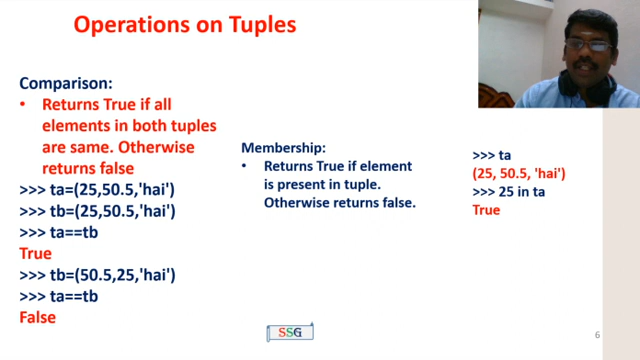 Operations on Tuples
Comparison:
• Returns True if all
elements in both tuples
are same. Otherwise
returns false
>>> ta=(25,50.5,'hai')
>>> tb=(25,50.5,'hai')
>>> ta==tb
True
>>> tb=(50.5,25,'hai')
>>> ta==tb
False
Membership:
• Returns True if element
is present in tuple.
Otherwise returns false.
>>> ta
(25, 50.5, 'hai')
>>> 25 in ta
True
SSG
6